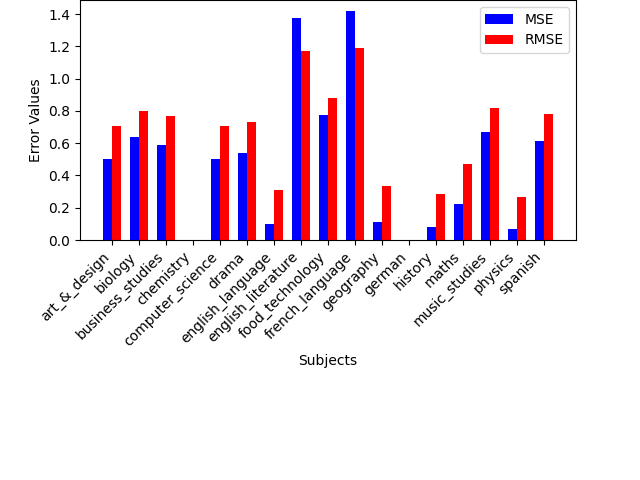 1.4
1.2
1.0
0.8
0.6
0.4
0.2
0.0
Error Values
MSE
RMSE
art_&_design
biology
business_studies
chemistry
computer_science
drama
english_language
english_literature
food_technology
french_language
geography
german
history
maths
music_studies
physics
spanish
Subjects